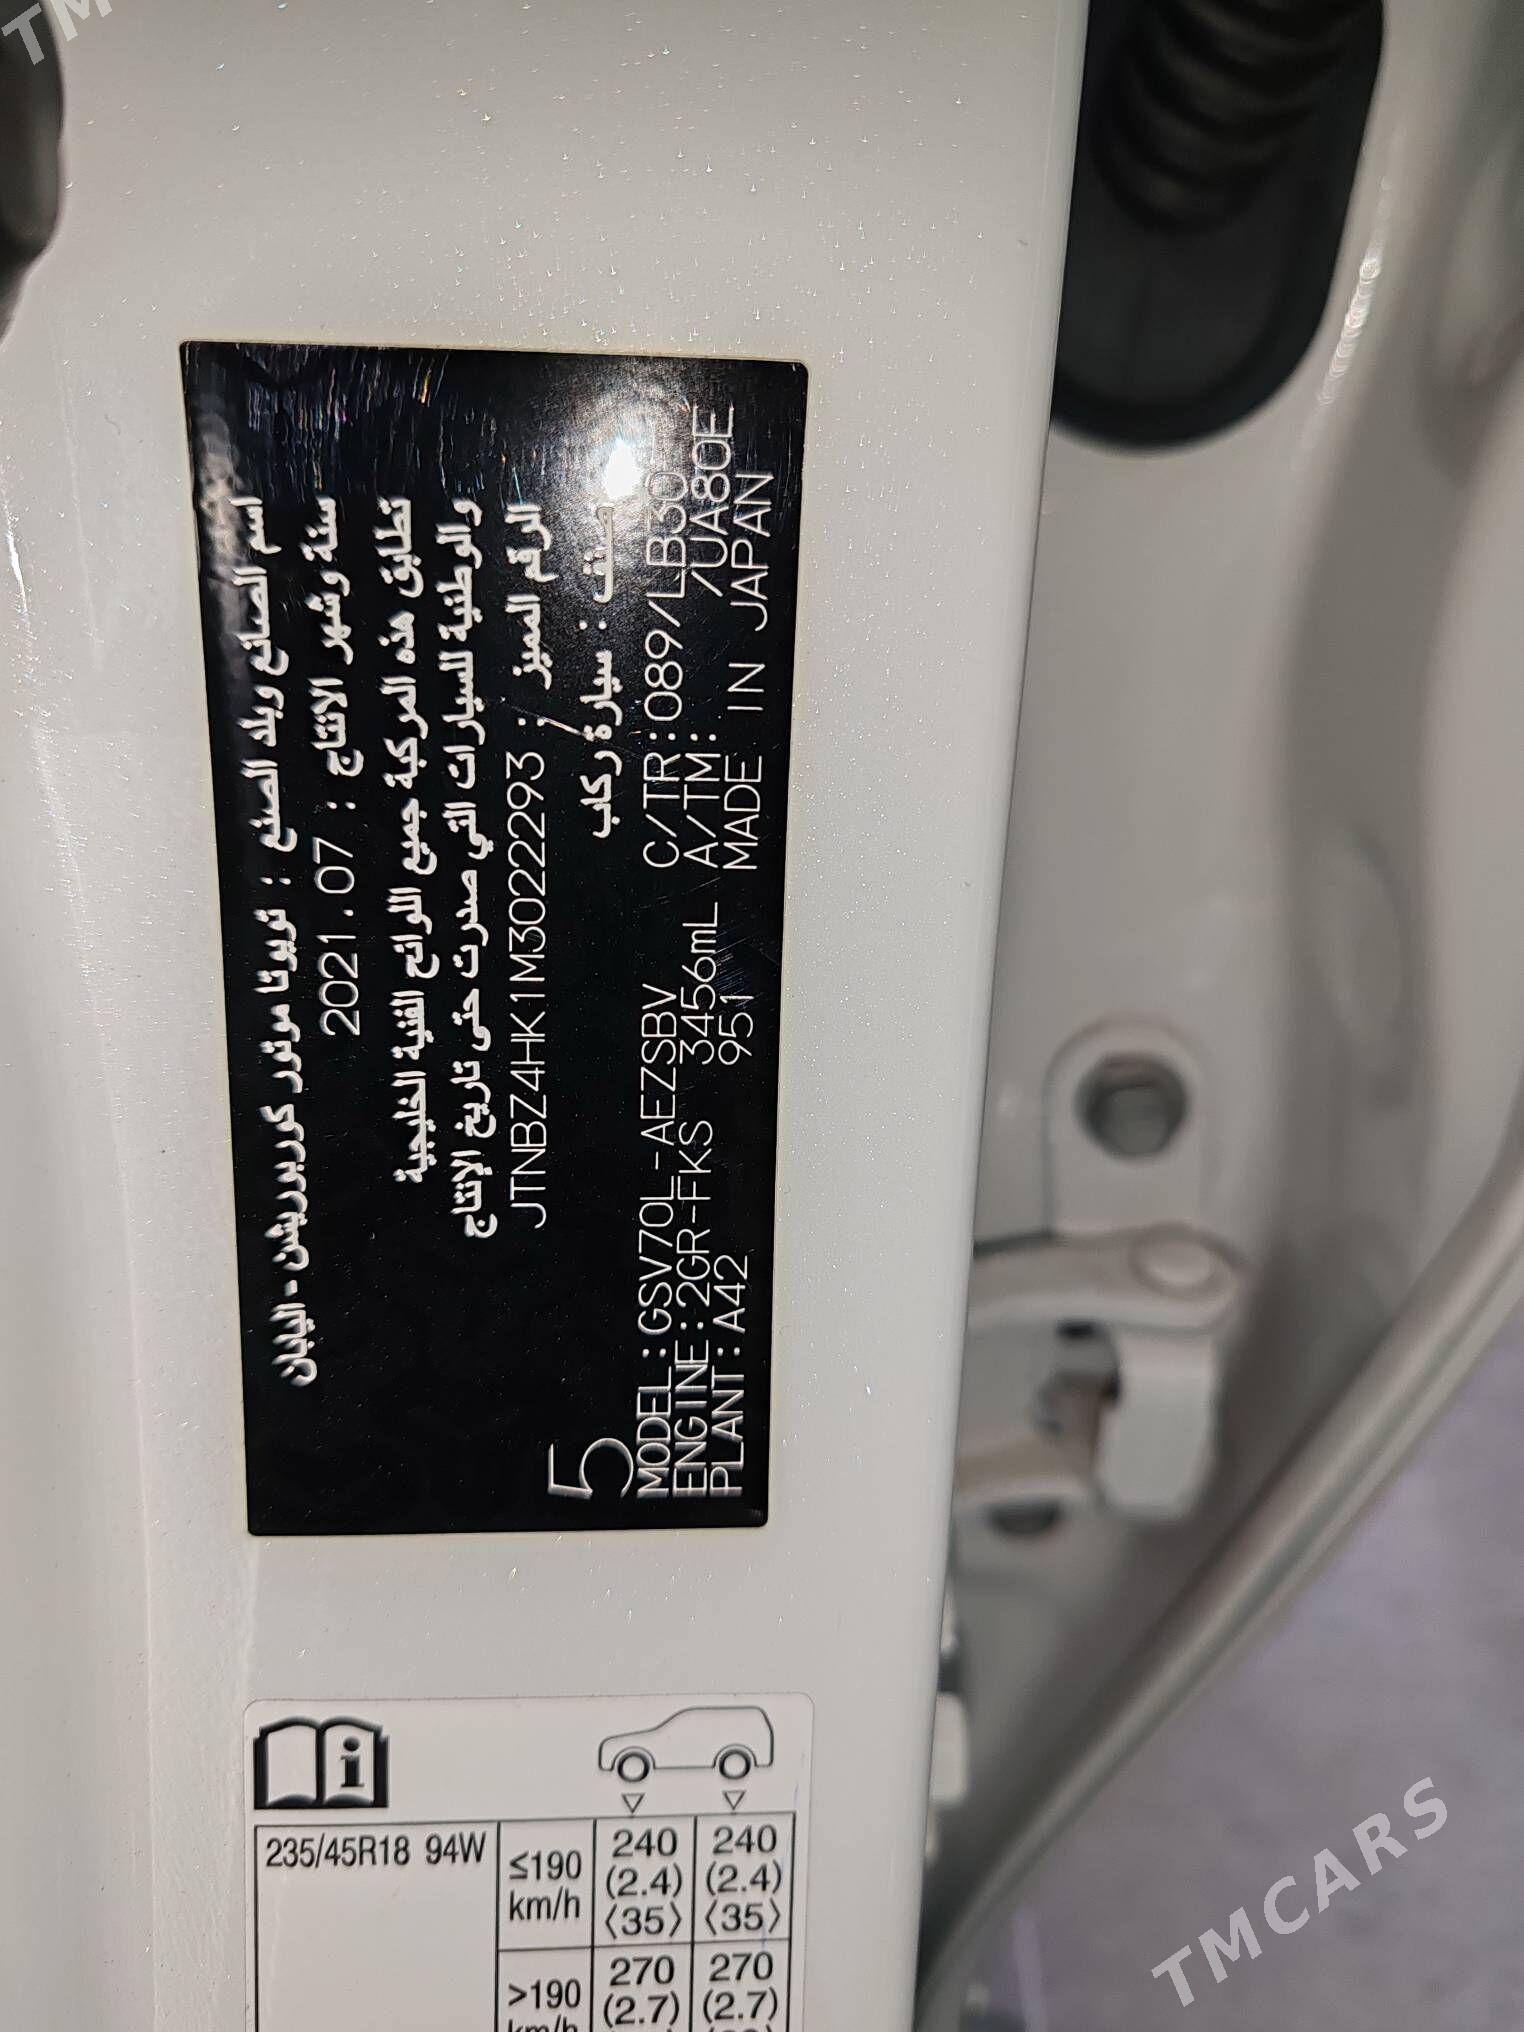 TM
اسم الصانع وبلد الصنع : تويوتا موتور كوربوريشن - اليابان
سنة وشهر الانتاج : 2021.07
تطابق هذه المركبة جميع اللوائح الفنية الخليجية
والوطنية للسيارات التي صدرت حتى تاريخ الإنتاج
الرقم المميز : JTNBZ4HK1M3022293
صنفت : سيارة ركاب
5
MODEL:GSV70L-AEZSBV C/TR:089/LB30
ENGINE:2GR-FKS 3456mL A/TM: /UA80E
PLANT:A42 951 MADE IN JAPAN
i
235/45R18 94W
≤190 km/h
240 (2.4) ⟨35⟩
240 (2.4) ⟨35⟩
>190 km/h
270 (2.7)
270 (2.7)
TMCARS